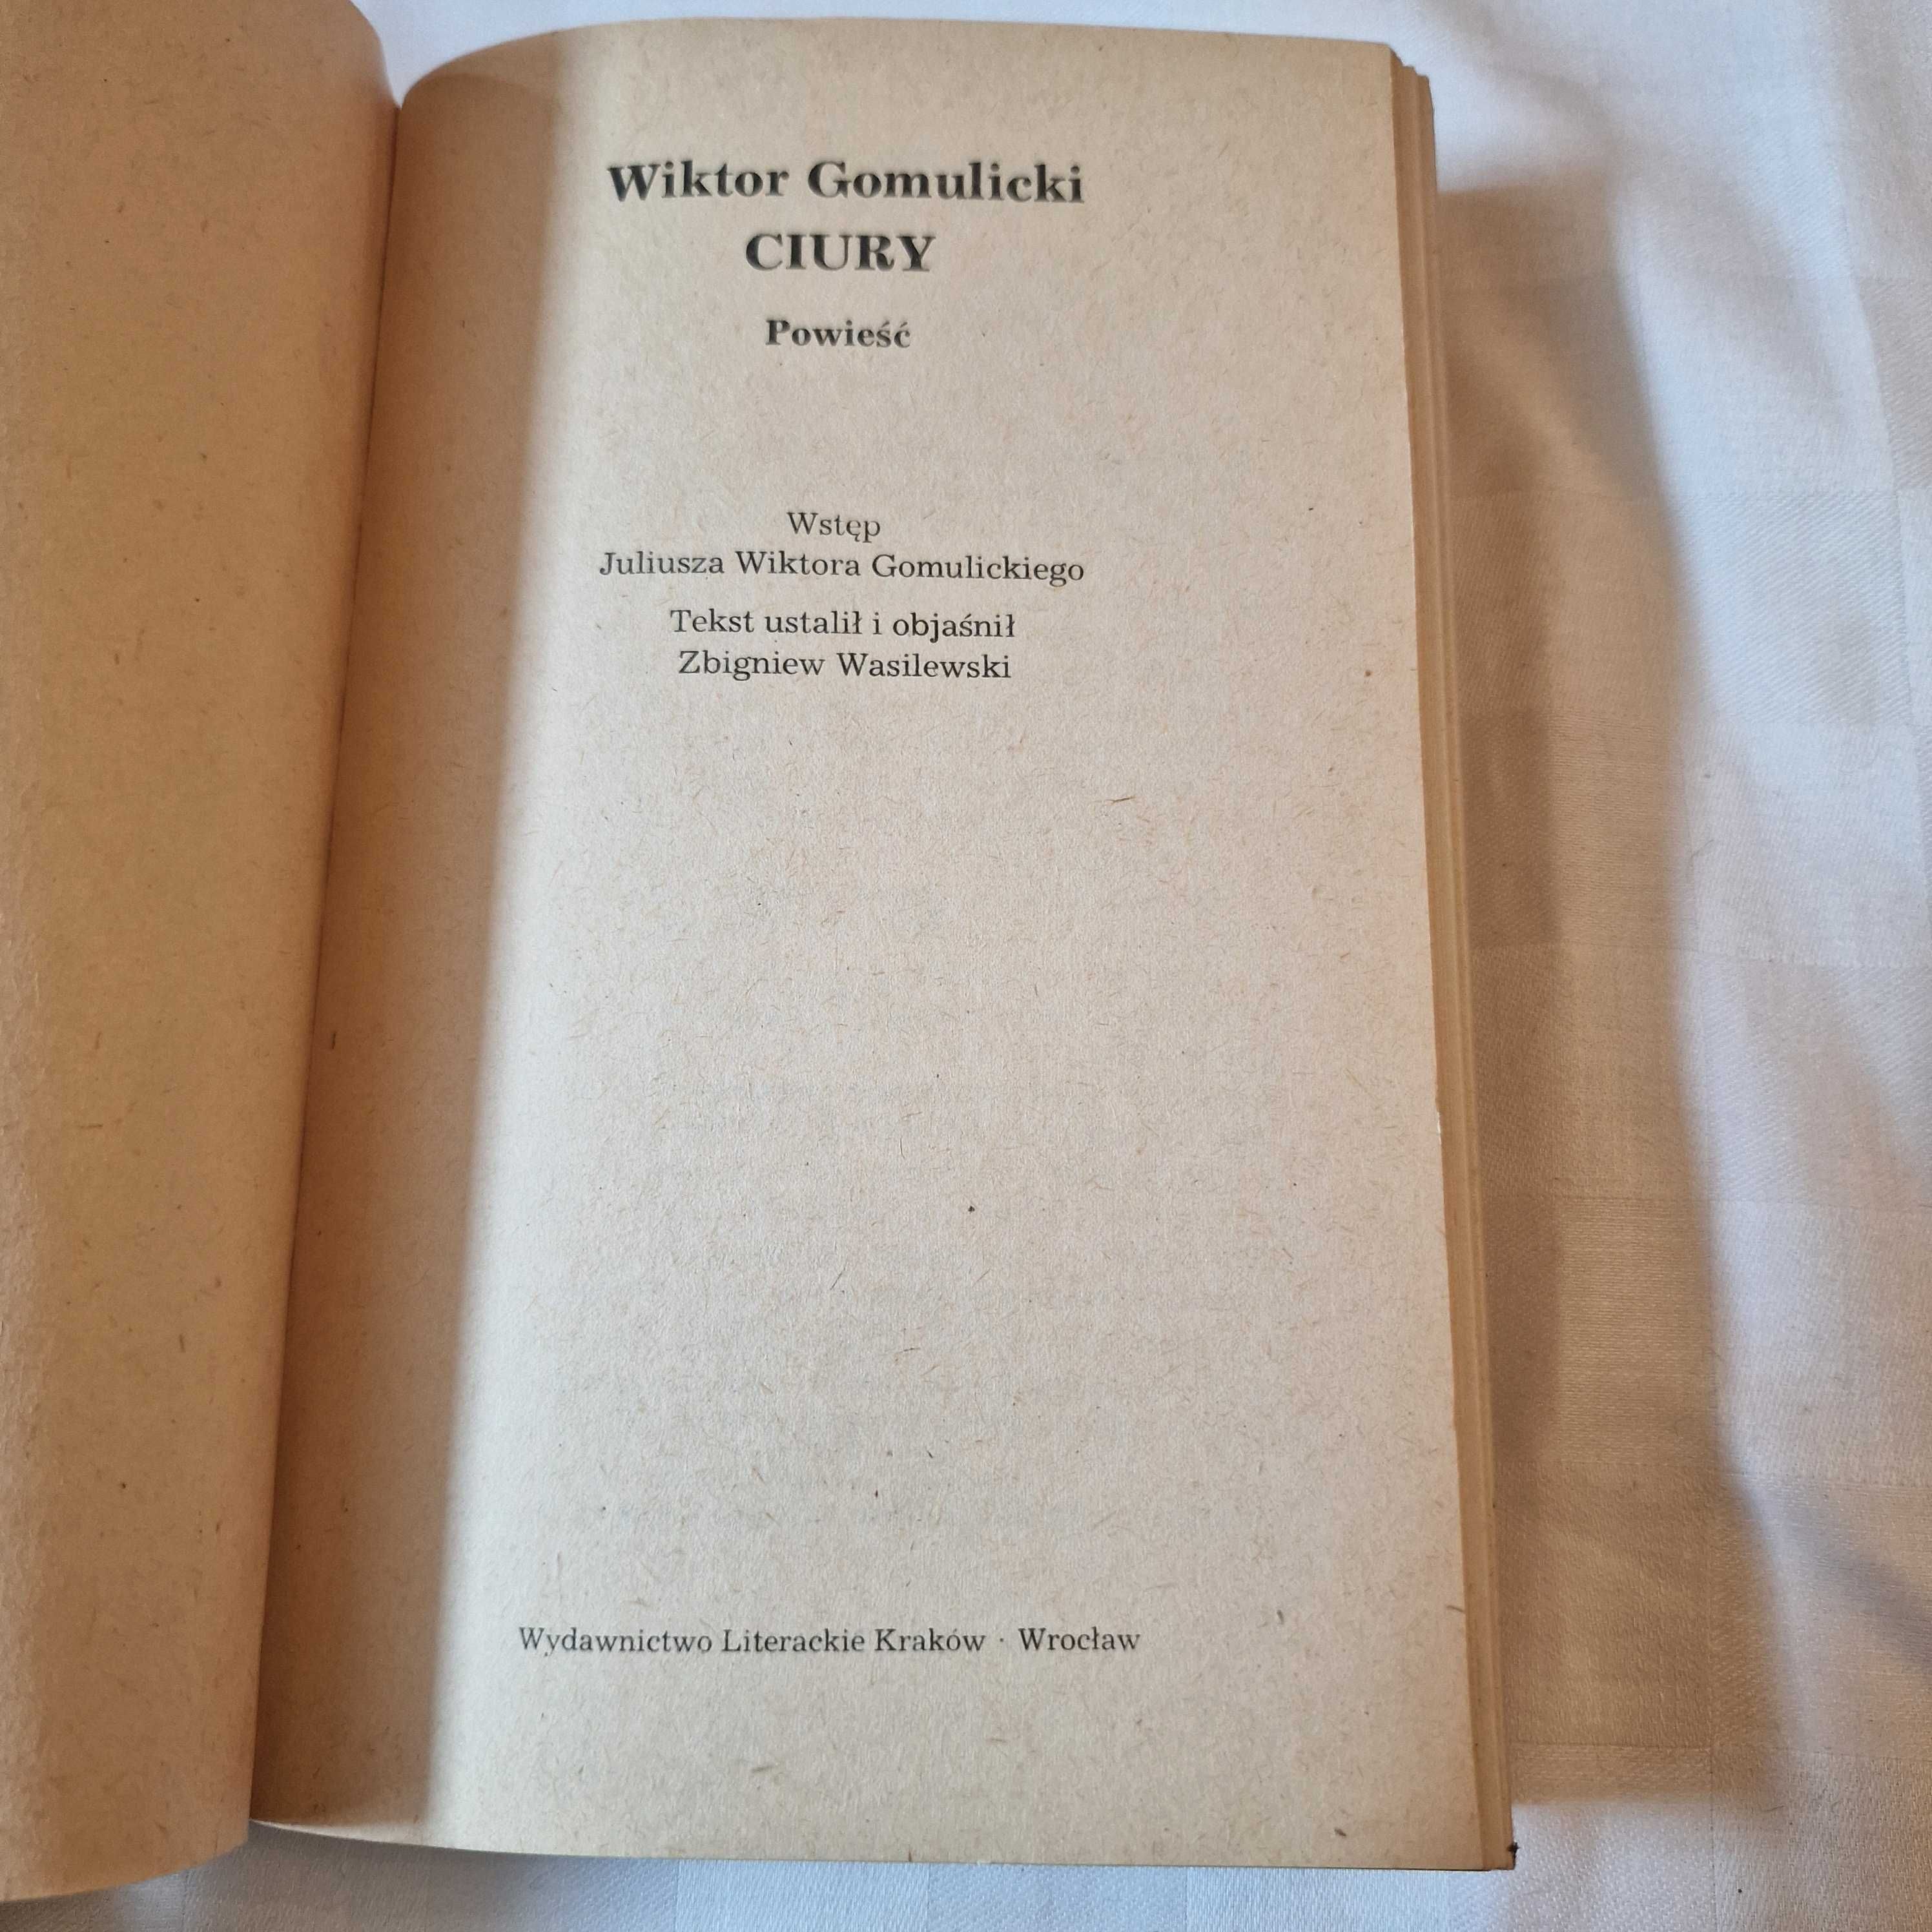 Wiktor Gomulicki
CIURY
Powieść
Wstęp
Juliusza Wiktora Gomulickiego
Tekst ustalił i objaśnił
Zbigniew Wasilewski
Wydawnictwo Literackie Kraków · Wrocław